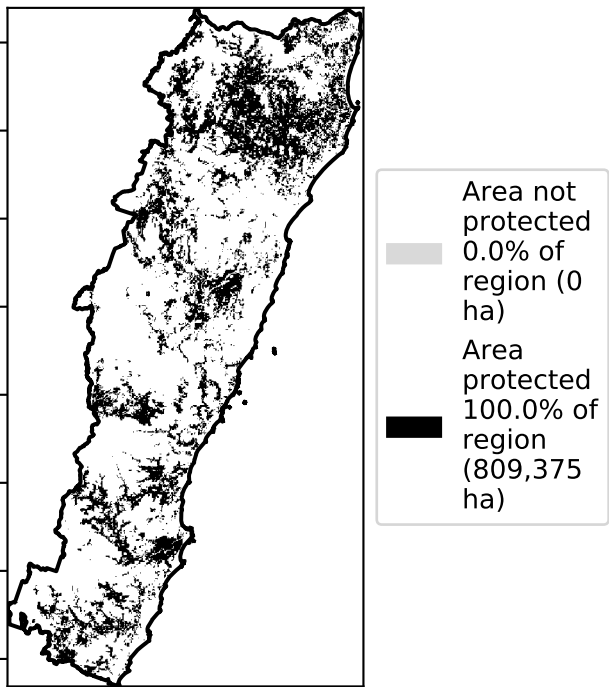 Area not
protected
0.0% of
region (0
ha)
Area
protected
100.0% of
region
(809,375
ha)